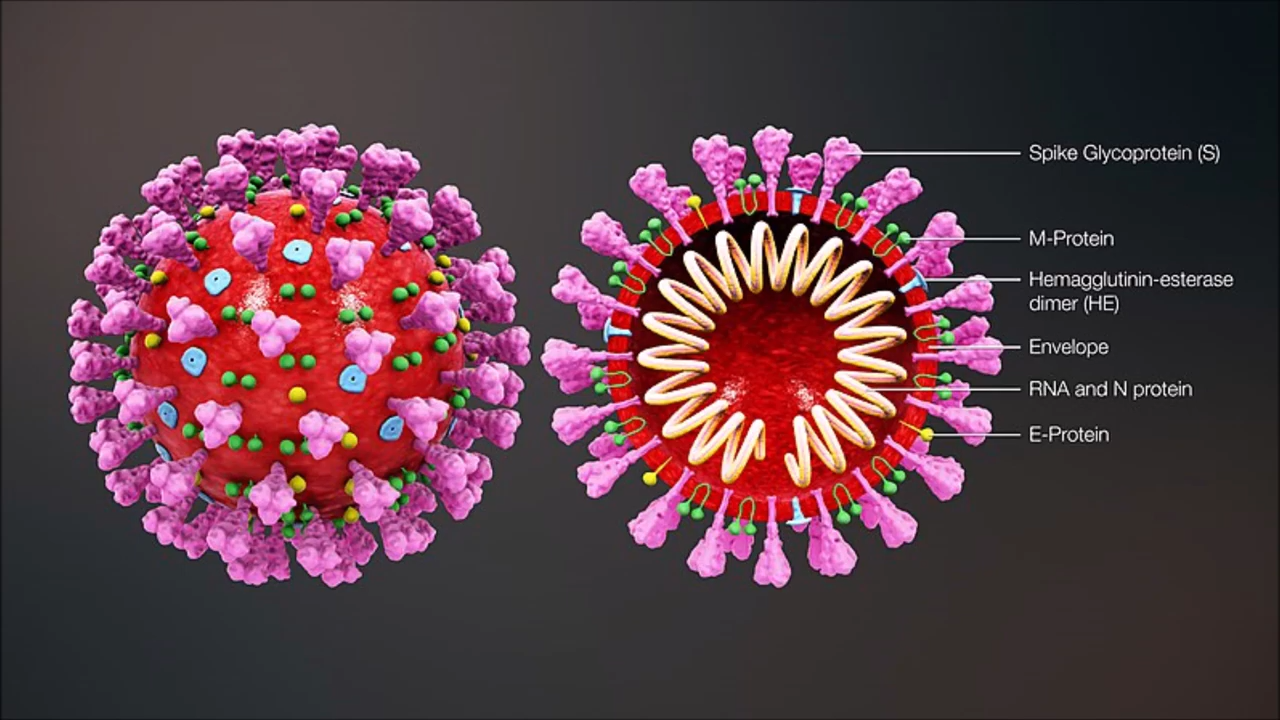 Spike Glycoprotein (S)
M-Protein
Hemagglutinin-esterase
dimer (HE)
Envelope
RNA and N protein
E-Protein